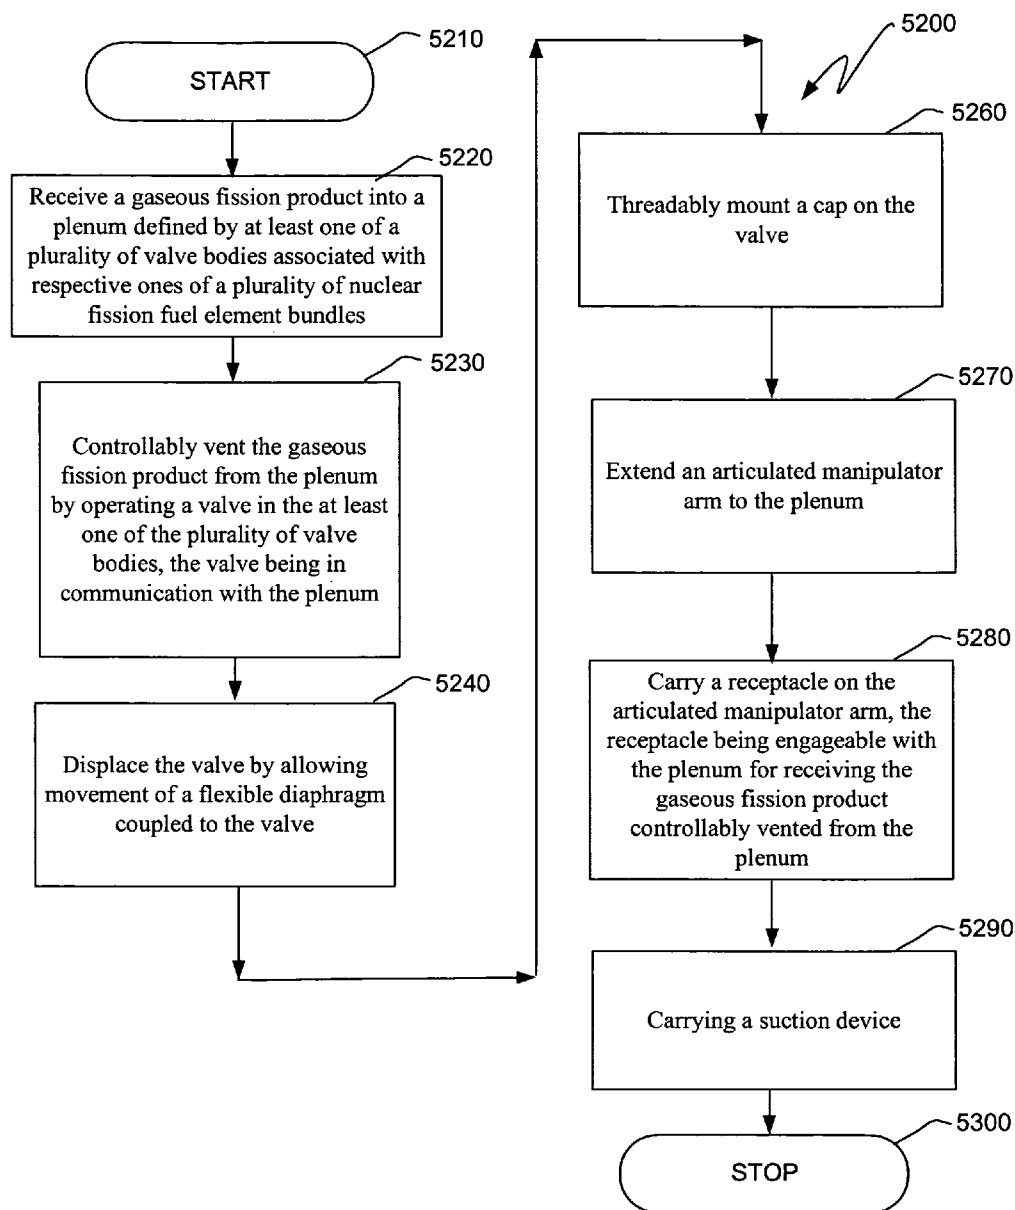 5210
START
5220
Receive a gaseous fission product into a
plenum defined by at least one of a
plurality of valve bodies associated with
respective ones of a plurality of nuclear
fission fuel element bundles
5230
Controllably vent the gaseous
fission product from the plenum
by operating a valve in the at least
one of the plurality of valve
bodies, the valve being in
communication with the plenum
5240
Displace the valve by allowing
movement of a flexible diaphragm
coupled to the valve
5200
5260
Threadably mount a cap on the
valve
5270
Extend an articulated manipulator
arm to the plenum
5280
Carry a receptacle on the
articulated manipulator arm, the
receptacle being engageable with
the plenum for receiving the
gaseous fission product
controllably vented from the
plenum
5290
Carrying a suction device
5300
STOP